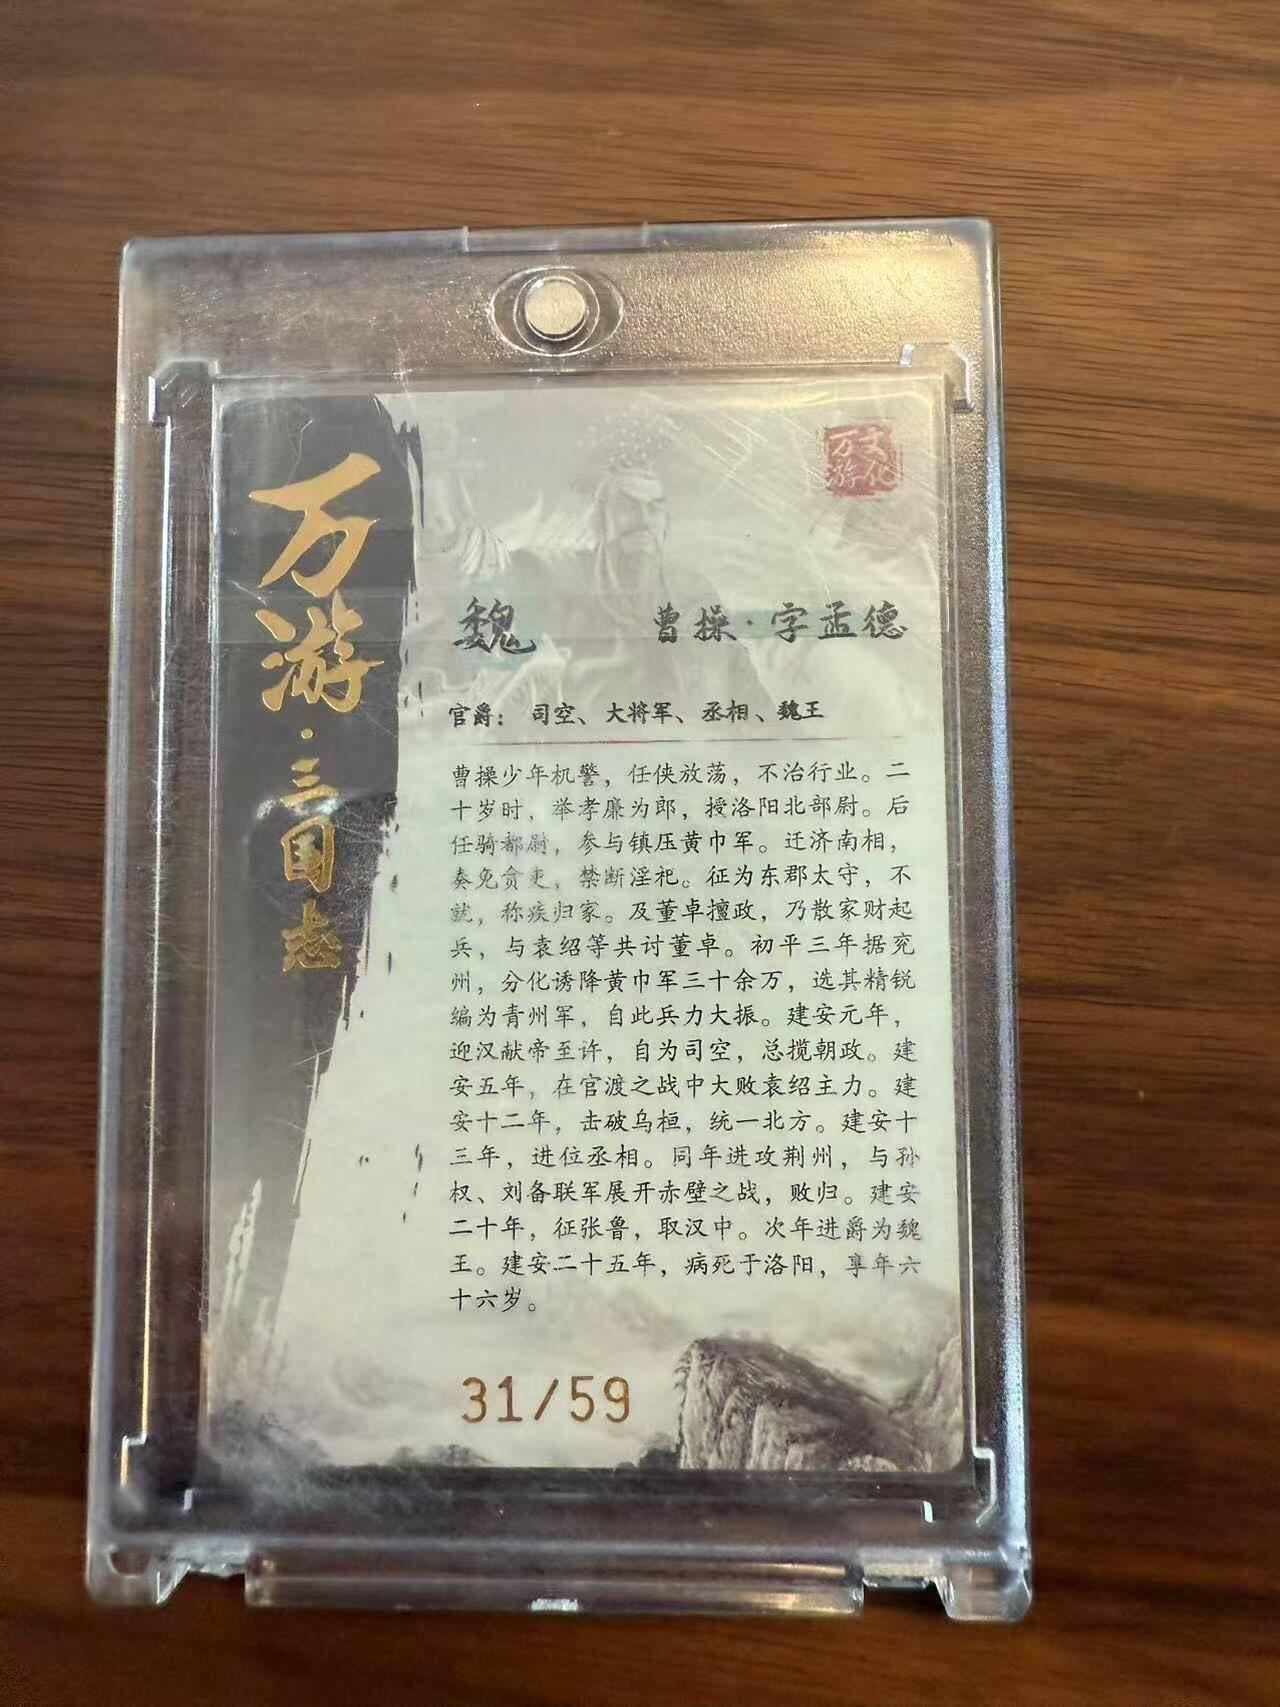 万游·三国志
万文
游化
魏 曹操·字孟德
官爵：司空、大将军、丞相、魏王
曹操少年机警，任侠放荡，不治行业。二
十岁时，举孝廉为郎，授洛阳北部尉。后
任骑都尉，参与镇压黄巾军。迁济南相，
奏免贪吏，禁断淫祀。征为东郡太守，不
就，称疾归家。及董卓擅政，乃散家财起
兵，与袁绍等共讨董卓。初平三年据兖
州，分化诱降黄巾军三十余万，选其精锐
编为青州军，自此兵力大振。建安元年，
迎汉献帝至许，自为司空，总揽朝政。建
安五年，在官渡之战中大败袁绍主力。建
安十二年，击破乌桓，统一北方。建安十
三年，进位丞相。同年进攻荆州，与孙
权、刘备联军展开赤壁之战，败归。建安
二十年，征张鲁，取汉中。次年进爵为魏
王。建安二十五年，病死于洛阳，享年六
十六岁。
31/59